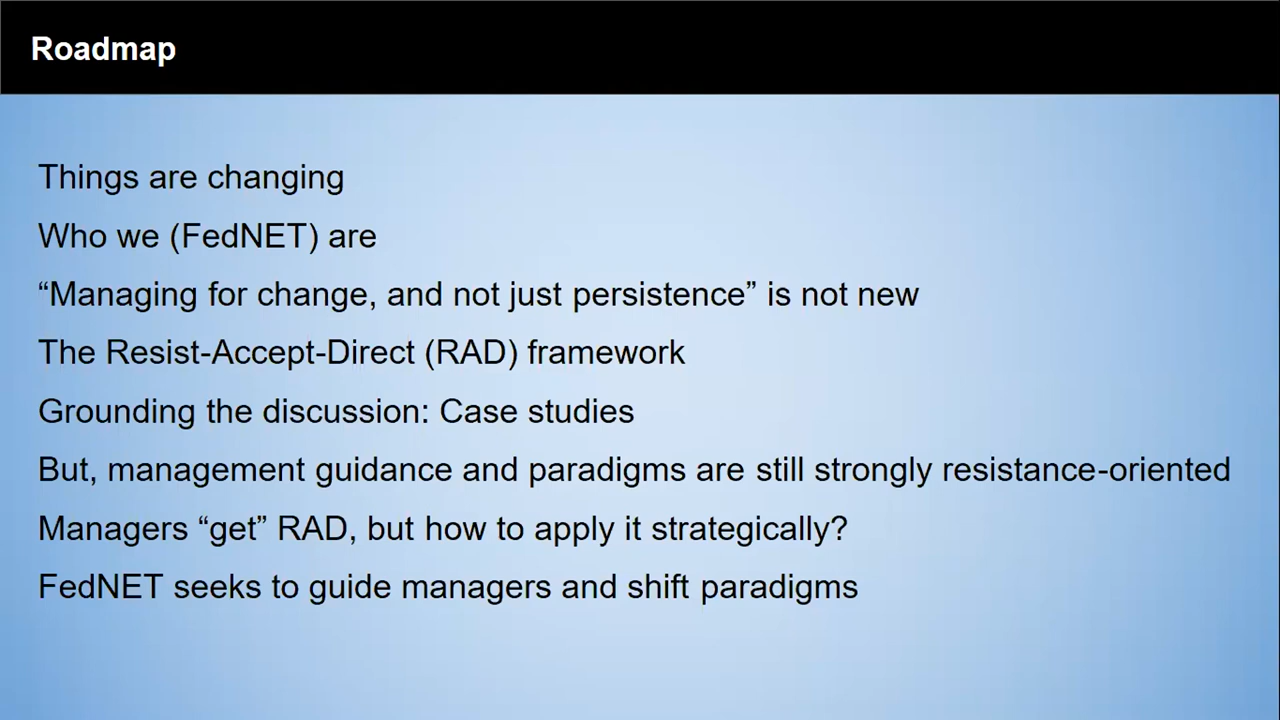 Roadmap
Things are changing
Who we (FedNET) are
“Managing for change, and not just persistence” is not new
The Resist-Accept-Direct (RAD) framework
Grounding the discussion: Case studies
But, management guidance and paradigms are still strongly resistance-oriented
Managers “get” RAD, but how to apply it strategically?
FedNET seeks to guide managers and shift paradigms